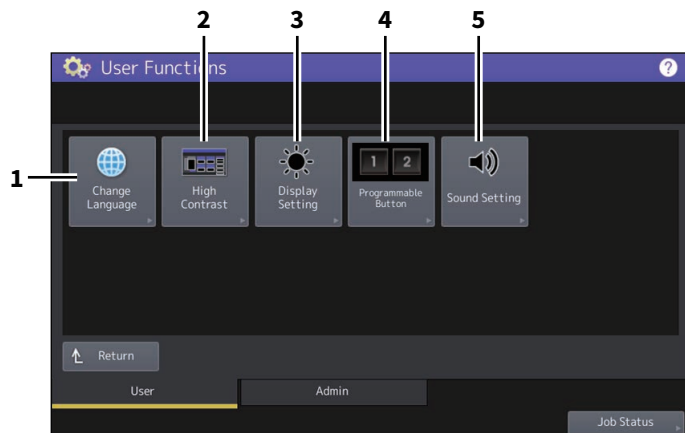 2 3 4 5
User Functions ?
1
1 2
Change
Language
High
Contrast
Display
Setting
Programmable
Button
Sound Setting
Return
User Admin
Job Status